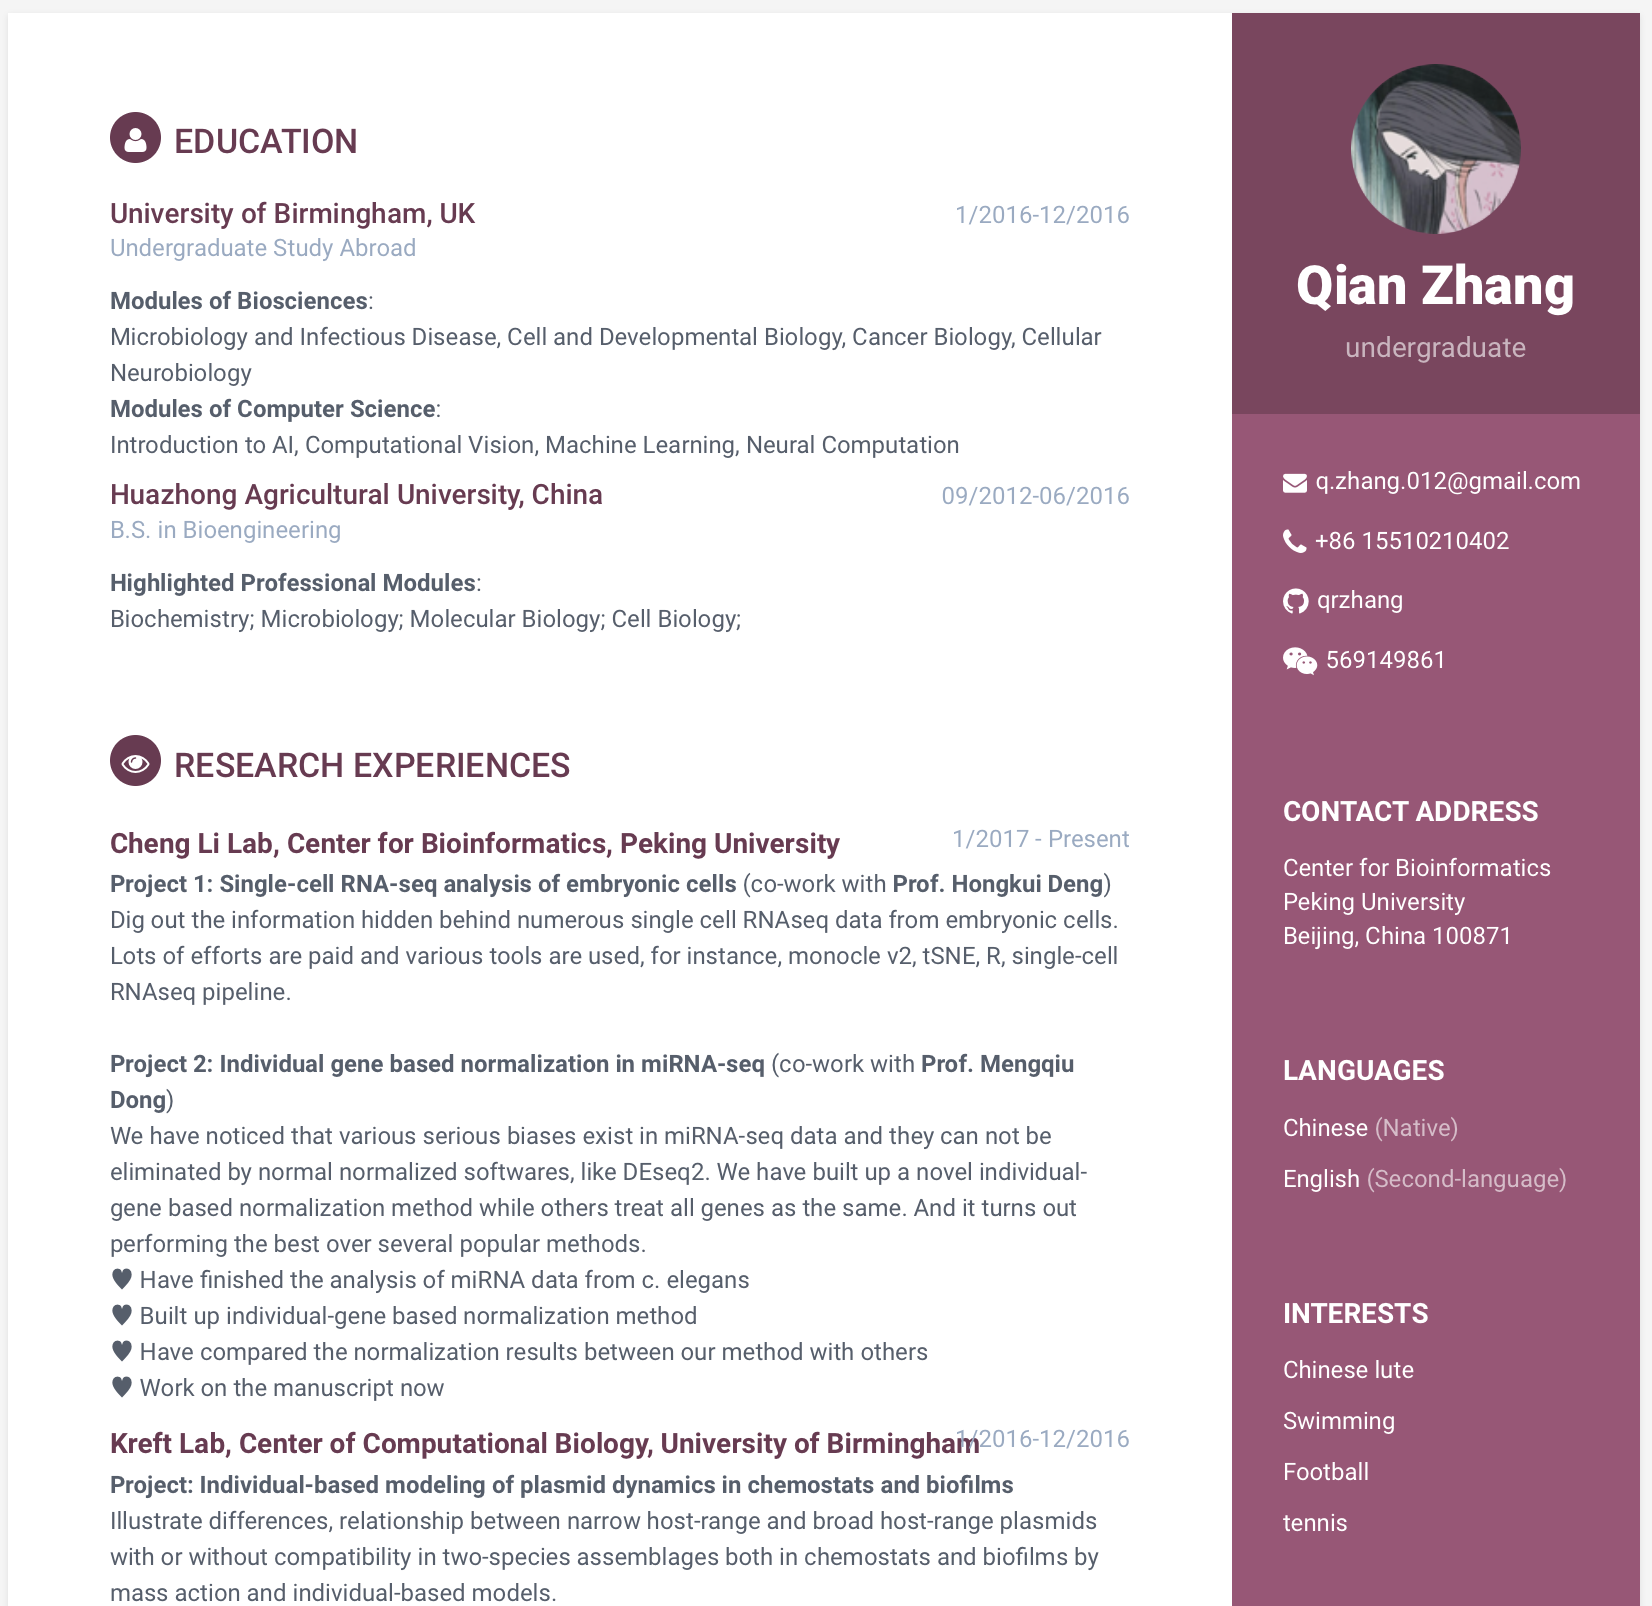 EDUCATION
University of Birmingham, UK
1/2016-12/2016
Undergraduate Study Abroad
Modules of Biosciences:
Microbiology and Infectious Disease, Cell and Developmental Biology, Cancer Biology, Cellular
Neurobiology
Modules of Computer Science:
Introduction to AI, Computational Vision, Machine Learning, Neural Computation
Huazhong Agricultural University, China
09/2012-06/2016
B.S. in Bioengineering
Highlighted Professional Modules:
Biochemistry; Microbiology; Molecular Biology; Cell Biology;
RESEARCH EXPERIENCES
Cheng Li Lab, Center for Bioinformatics, Peking University
1/2017 - Present
Project 1: Single-cell RNA-seq analysis of embryonic cells (co-work with Prof. Hongkui Deng)
Dig out the information hidden behind numerous single cell RNAseq data from embryonic cells.
Lots of efforts are paid and various tools are used, for instance, monocle v2, tSNE, R, single-cell
RNAseq pipeline.
Project 2: Individual gene based normalization in miRNA-seq (co-work with Prof. Mengqiu
Dong)
We have noticed that various serious biases exist in miRNA-seq data and they can not be
eliminated by normal normalized softwares, like DEseq2. We have built up a novel individual-
gene based normalization method while others treat all genes as the same. And it turns out
performing the best over several popular methods.
♥ Have finished the analysis of miRNA data from c. elegans
♥ Built up individual-gene based normalization method
♥ Have compared the normalization results between our method with others
♥ Work on the manuscript now
Kreft Lab, Center of Computational Biology, University of Birmingham
1/2016-12/2016
Project: Individual-based modeling of plasmid dynamics in chemostats and biofilms
Illustrate differences, relationship between narrow host-range and broad host-range plasmids
with or without compatibility in two-species assemblages both in chemostats and biofilms by
mass action and individual-based models.
Qian Zhang
undergraduate
q.zhang.012@gmail.com
+86 15510210402
qrzhang
569149861
CONTACT ADDRESS
Center for Bioinformatics
Peking University
Beijing, China 100871
LANGUAGES
Chinese (Native)
English (Second-language)
INTERESTS
Chinese lute
Swimming
Football
tennis